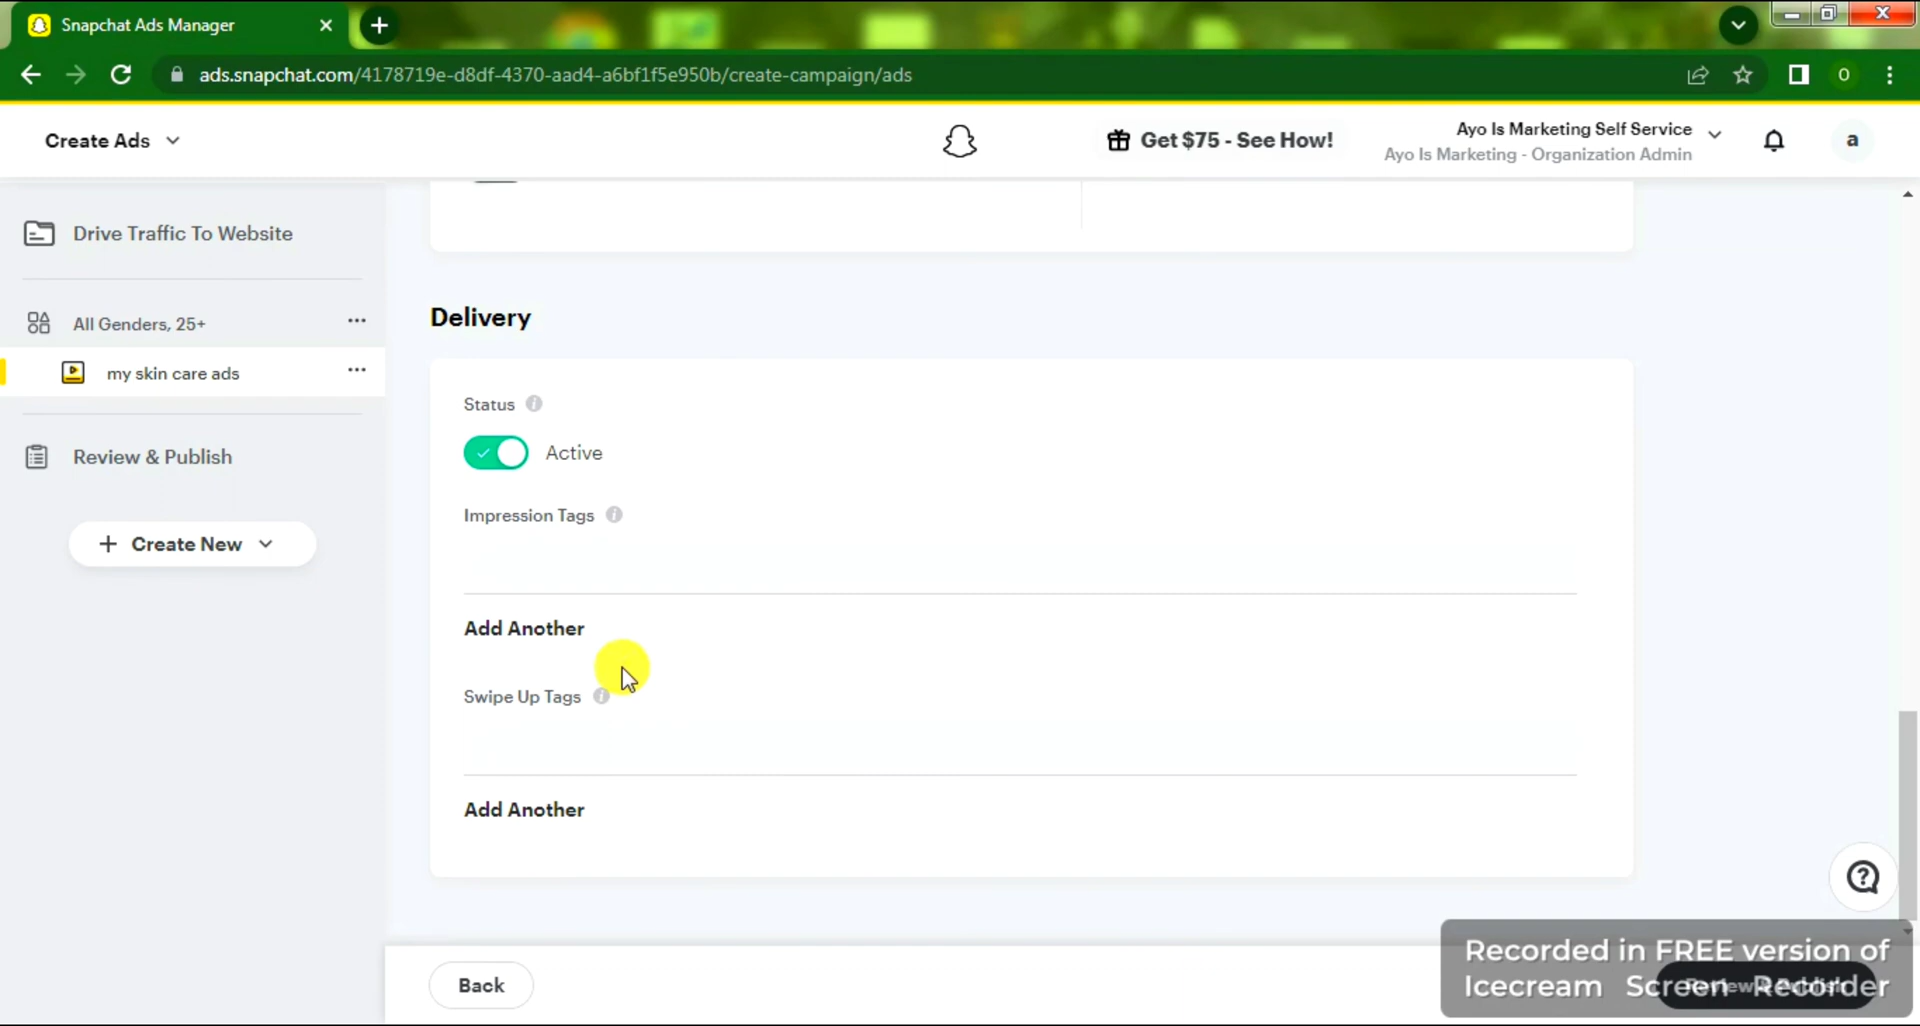 Snapchat Ads Manager
ads.snapchat.com/4178719e-d8df-4370-aad4-a6bf1f5e950b/create-campaign/ads
O
Create Ads
Get $75 - See How!
Ayo Is Marketing Self Service
Ayo Is Marketing - Organization Admin
a
Drive Traffic To Website
All Genders, 25+
my skin care ads
Review & Publish
+ Create New
Delivery
Status
Active
Impression Tags
Add Another
Swipe Up Tags
Add Another
Back
Recorded in FREE version of
Icecream Screen Recorder